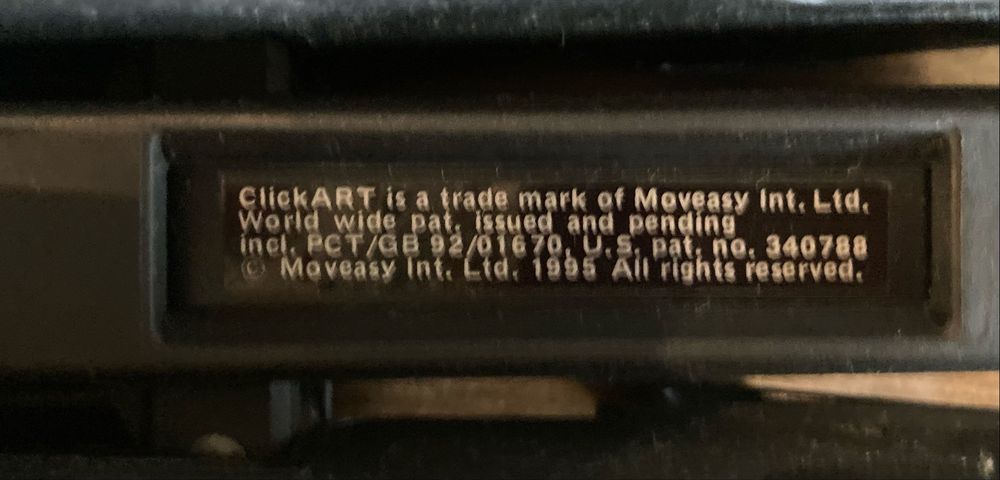 ClickART is a trade mark of Moveasy Int. Ltd.
World wide pat. issued and pending
incl. PCT/GB 92/01670. U.S. pat. no. 340788
© Moveasy Int. Ltd. 1995 All rights reserved.